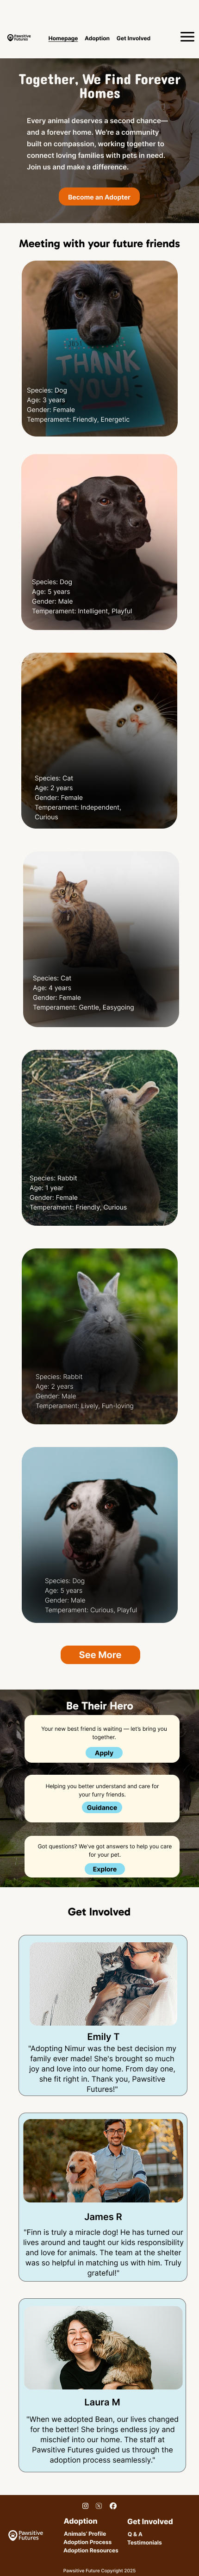 Pawsitive
Futures
Homepage Adoption Get Involved
Together, We Find Forever
Homes
Every animal deserves a second chance—
and a forever home. We're a community
built on compassion, working together to
connect loving families with pets in need.
Join us and make a difference.
Become an Adopter
Meeting with your future friends
THANK
YOU!
Species: Dog
Age: 3 years
Gender: Female
Temperament: Friendly, Energetic
Species: Dog
Age: 5 years
Gender: Male
Temperament: Intelligent, Playful
Species: Cat
Age: 2 years
Gender: Female
Temperament: Independent,
Curious
Species: Cat
Age: 4 years
Gender: Female
Temperament: Gentle, Easygoing
Species: Rabbit
Age: 1 year
Gender: Female
Temperament: Friendly, Curious
Species: Rabbit
Age: 2 years
Gender: Male
Temperament: Lively, Fun-loving
Species: Dog
Age: 5 years
Gender: Male
Temperament: Curious, Playful
See More
Be Their Hero
Your new best friend is waiting — let's bring you
together.
Apply
Helping you better understand and care for
your furry friends.
Guidance
Got questions? We've got answers to help you care
for your pet.
Explore
Get Involved
Emily T
"Adopting Nimur was the best decision my
family ever made! She's brought so much
joy and love into our home. From day one,
she fit right in. Thank you, Pawsitive
Futures!"
James R
"Finn is truly a miracle dog! He has turned our
lives around and taught our kids responsibility
and love for animals. The team at the shelter
was so helpful in matching us with him. Truly
grateful!"
Laura M
"When we adopted Bean, our lives changed
for the better! She brings endless joy and
mischief into our home. The staff at
Pawsitive Futures guided us through the
adoption process seamlessly."
Pawsitive
Futures
Adoption
Animals' Profile
Adoption Process
Adoption Resources
Get Involved
Q & A
Testimonials
Pawsitive Future Copyright 2025